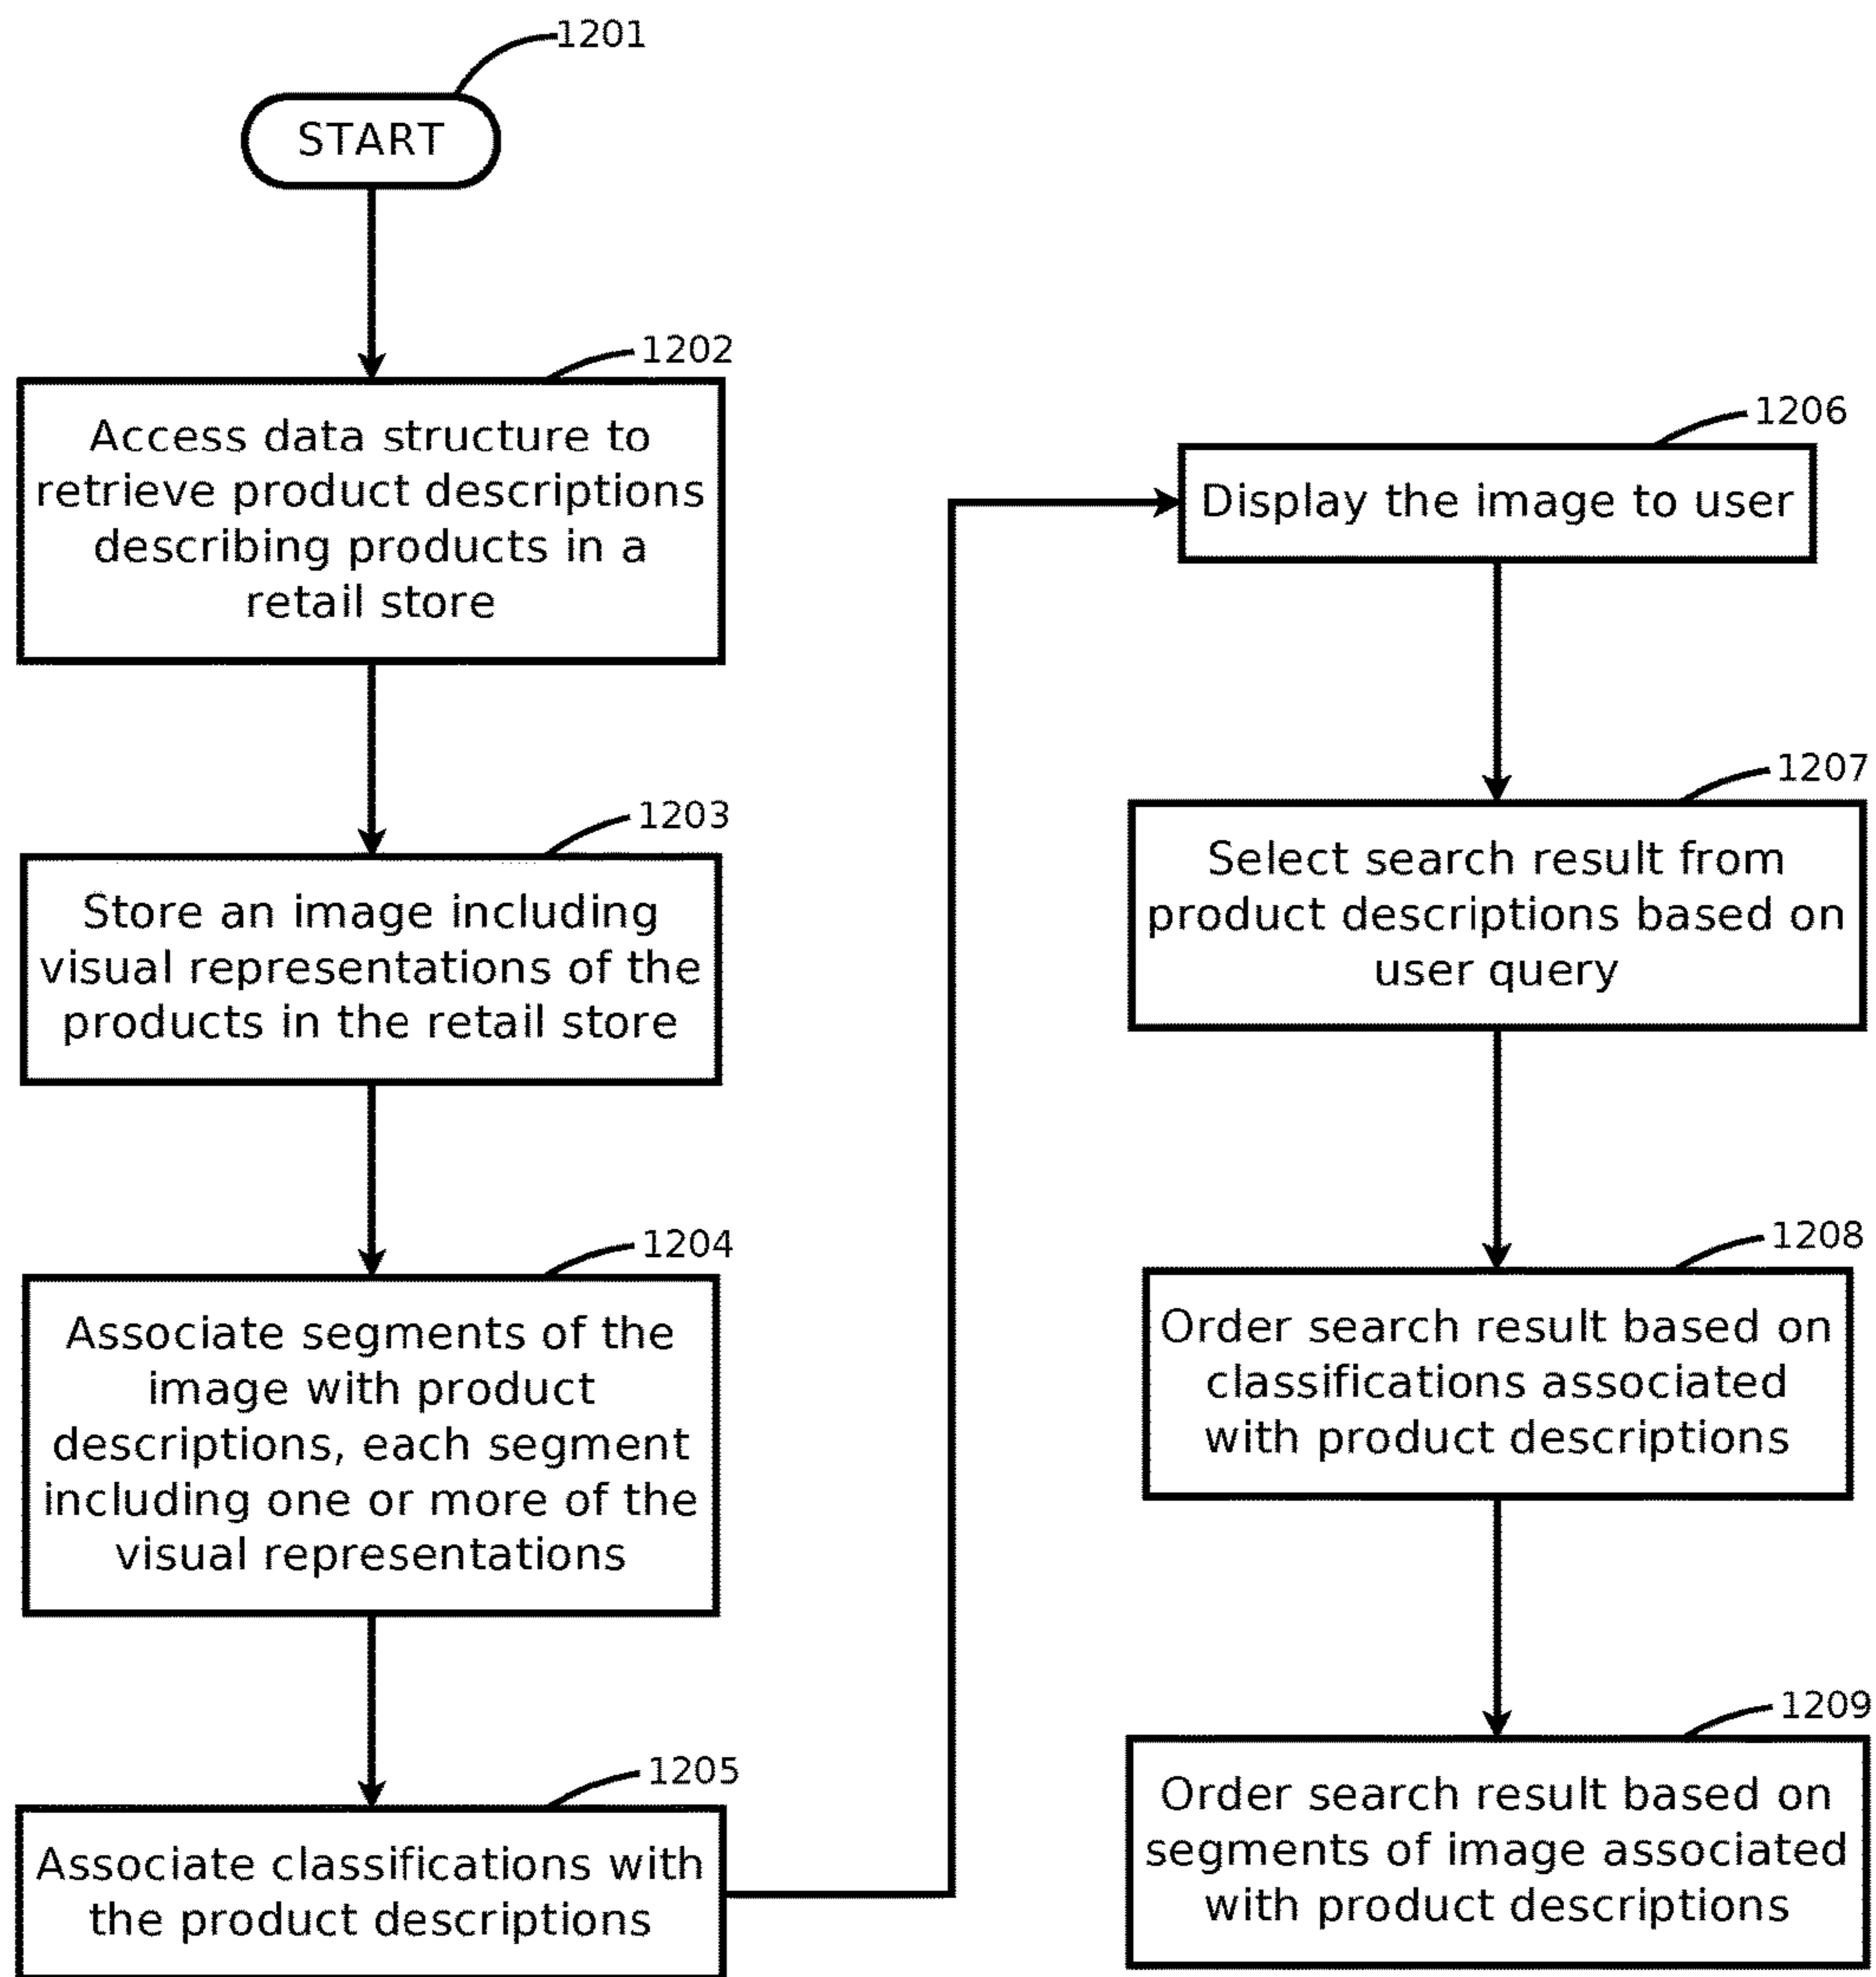 1201
START
1202
Access data structure to
retrieve product descriptions
describing products in a
retail store
1203
Store an image including
visual representations of the
products in the retail store
1204
Associate segments of the
image with product
descriptions, each segment
including one or more of the
visual representations
1205
Associate classifications with
the product descriptions
1206
Display the image to user
1207
Select search result from
product descriptions based on
user query
1208
Order search result based on
classifications associated
with product descriptions
1209
Order search result based on
segments of image associated
with product descriptions